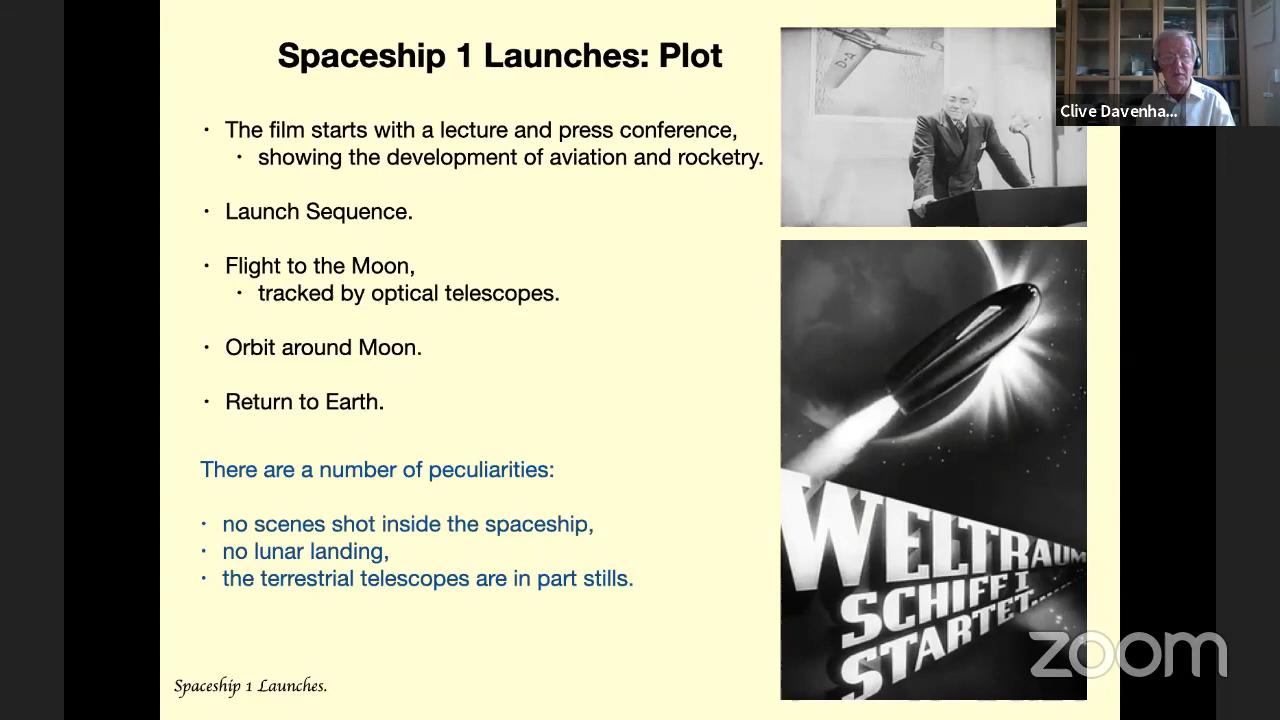 Spaceship 1 Launches: Plot
• The film starts with a lecture and press conference,
• showing the development of aviation and rocketry.
• Launch Sequence.
• Flight to the Moon,
• tracked by optical telescopes.
• Orbit around Moon.
• Return to Earth.
There are a number of peculiarities:
• no scenes shot inside the spaceship,
• no lunar landing,
• the terrestrial telescopes are in part stills.
Spaceship 1 Launches.
D-A
Clive Davenha...
WELTRAUM
SCHIFF I
STARTET.....
zoom